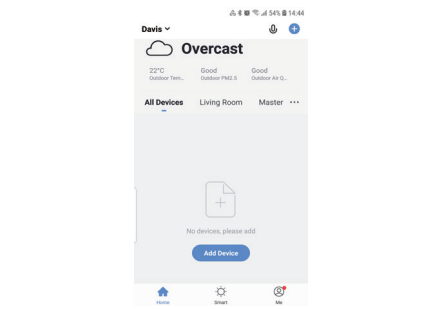 54% 14:44
Davis
Overcast
22°C Good Good
Outdoor Tem... Outdoor PM2.5 Outdoor Air Q...
All Devices Living Room Master ...
No devices, please add
Add Device
Home Smart Me